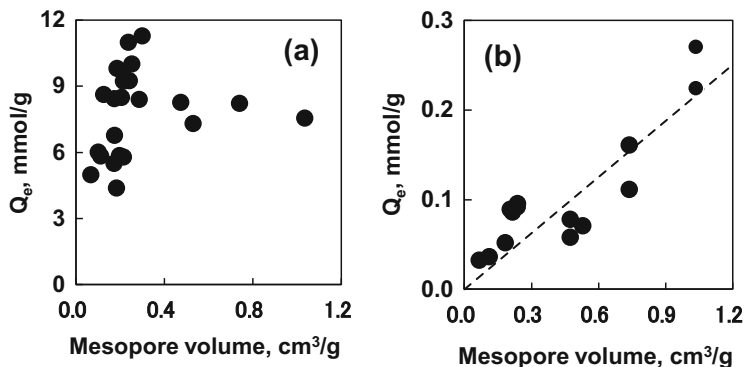 (a)
Qe, mmol/g
12
9
6
3
0
0.0 0.4 0.8 1.2
Mesopore volume, cm³/g
(b)
Qe, mmol/g
0.3
0.2
0.1
0.0
0.0 0.3 0.6 0.9 1.2
Mesopore volume, cm³/g